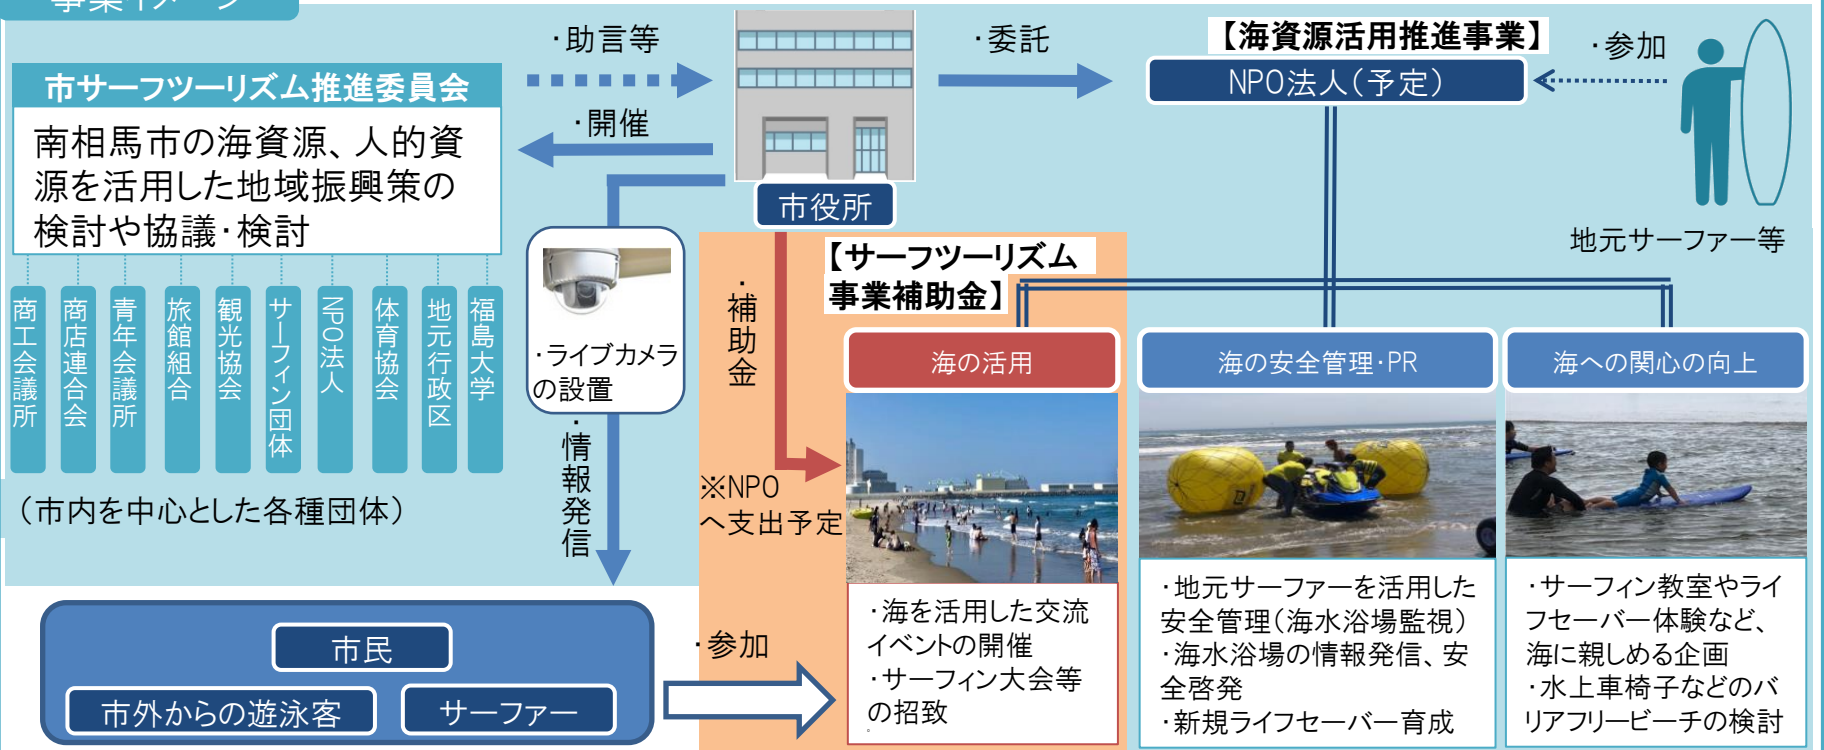 事業イメージ
・助言等
・委託
【海資源活用推進事業】
・参加
市サーフツーリズム推進委員会
NPO法人（予定）
・開催
南相馬市の海資源、人的資
源を活用した地域振興策の
検討や協議・検討
市役所
地元サーファー等
商工会議所
商店連合会
青年会議所
旅館組合
観光協会
サーフィン団体
NPO法人
体育協会
地元行政区
福島大学
（市内を中心とした各種団体）
・ライブカメラ
の設置
・情報発信
・補助金
【サーフツーリズム
事業補助金】
※NPO
へ支出予定
海の活用
海の安全管理・PR
海への関心の向上
・海を活用した交流
イベントの開催
・サーフィン大会等
の招致
・地元サーファーを活用した
安全管理（海水浴場監視）
・海水浴場の情報発信、安
全啓発
・新規ライフセーバー育成
・サーフィン教室やライ
フセーバー体験など、
海に親しめる企画
・水上車椅子などのバ
リアフリービーチの検討
市民
市外からの遊泳客
サーファー
・参加